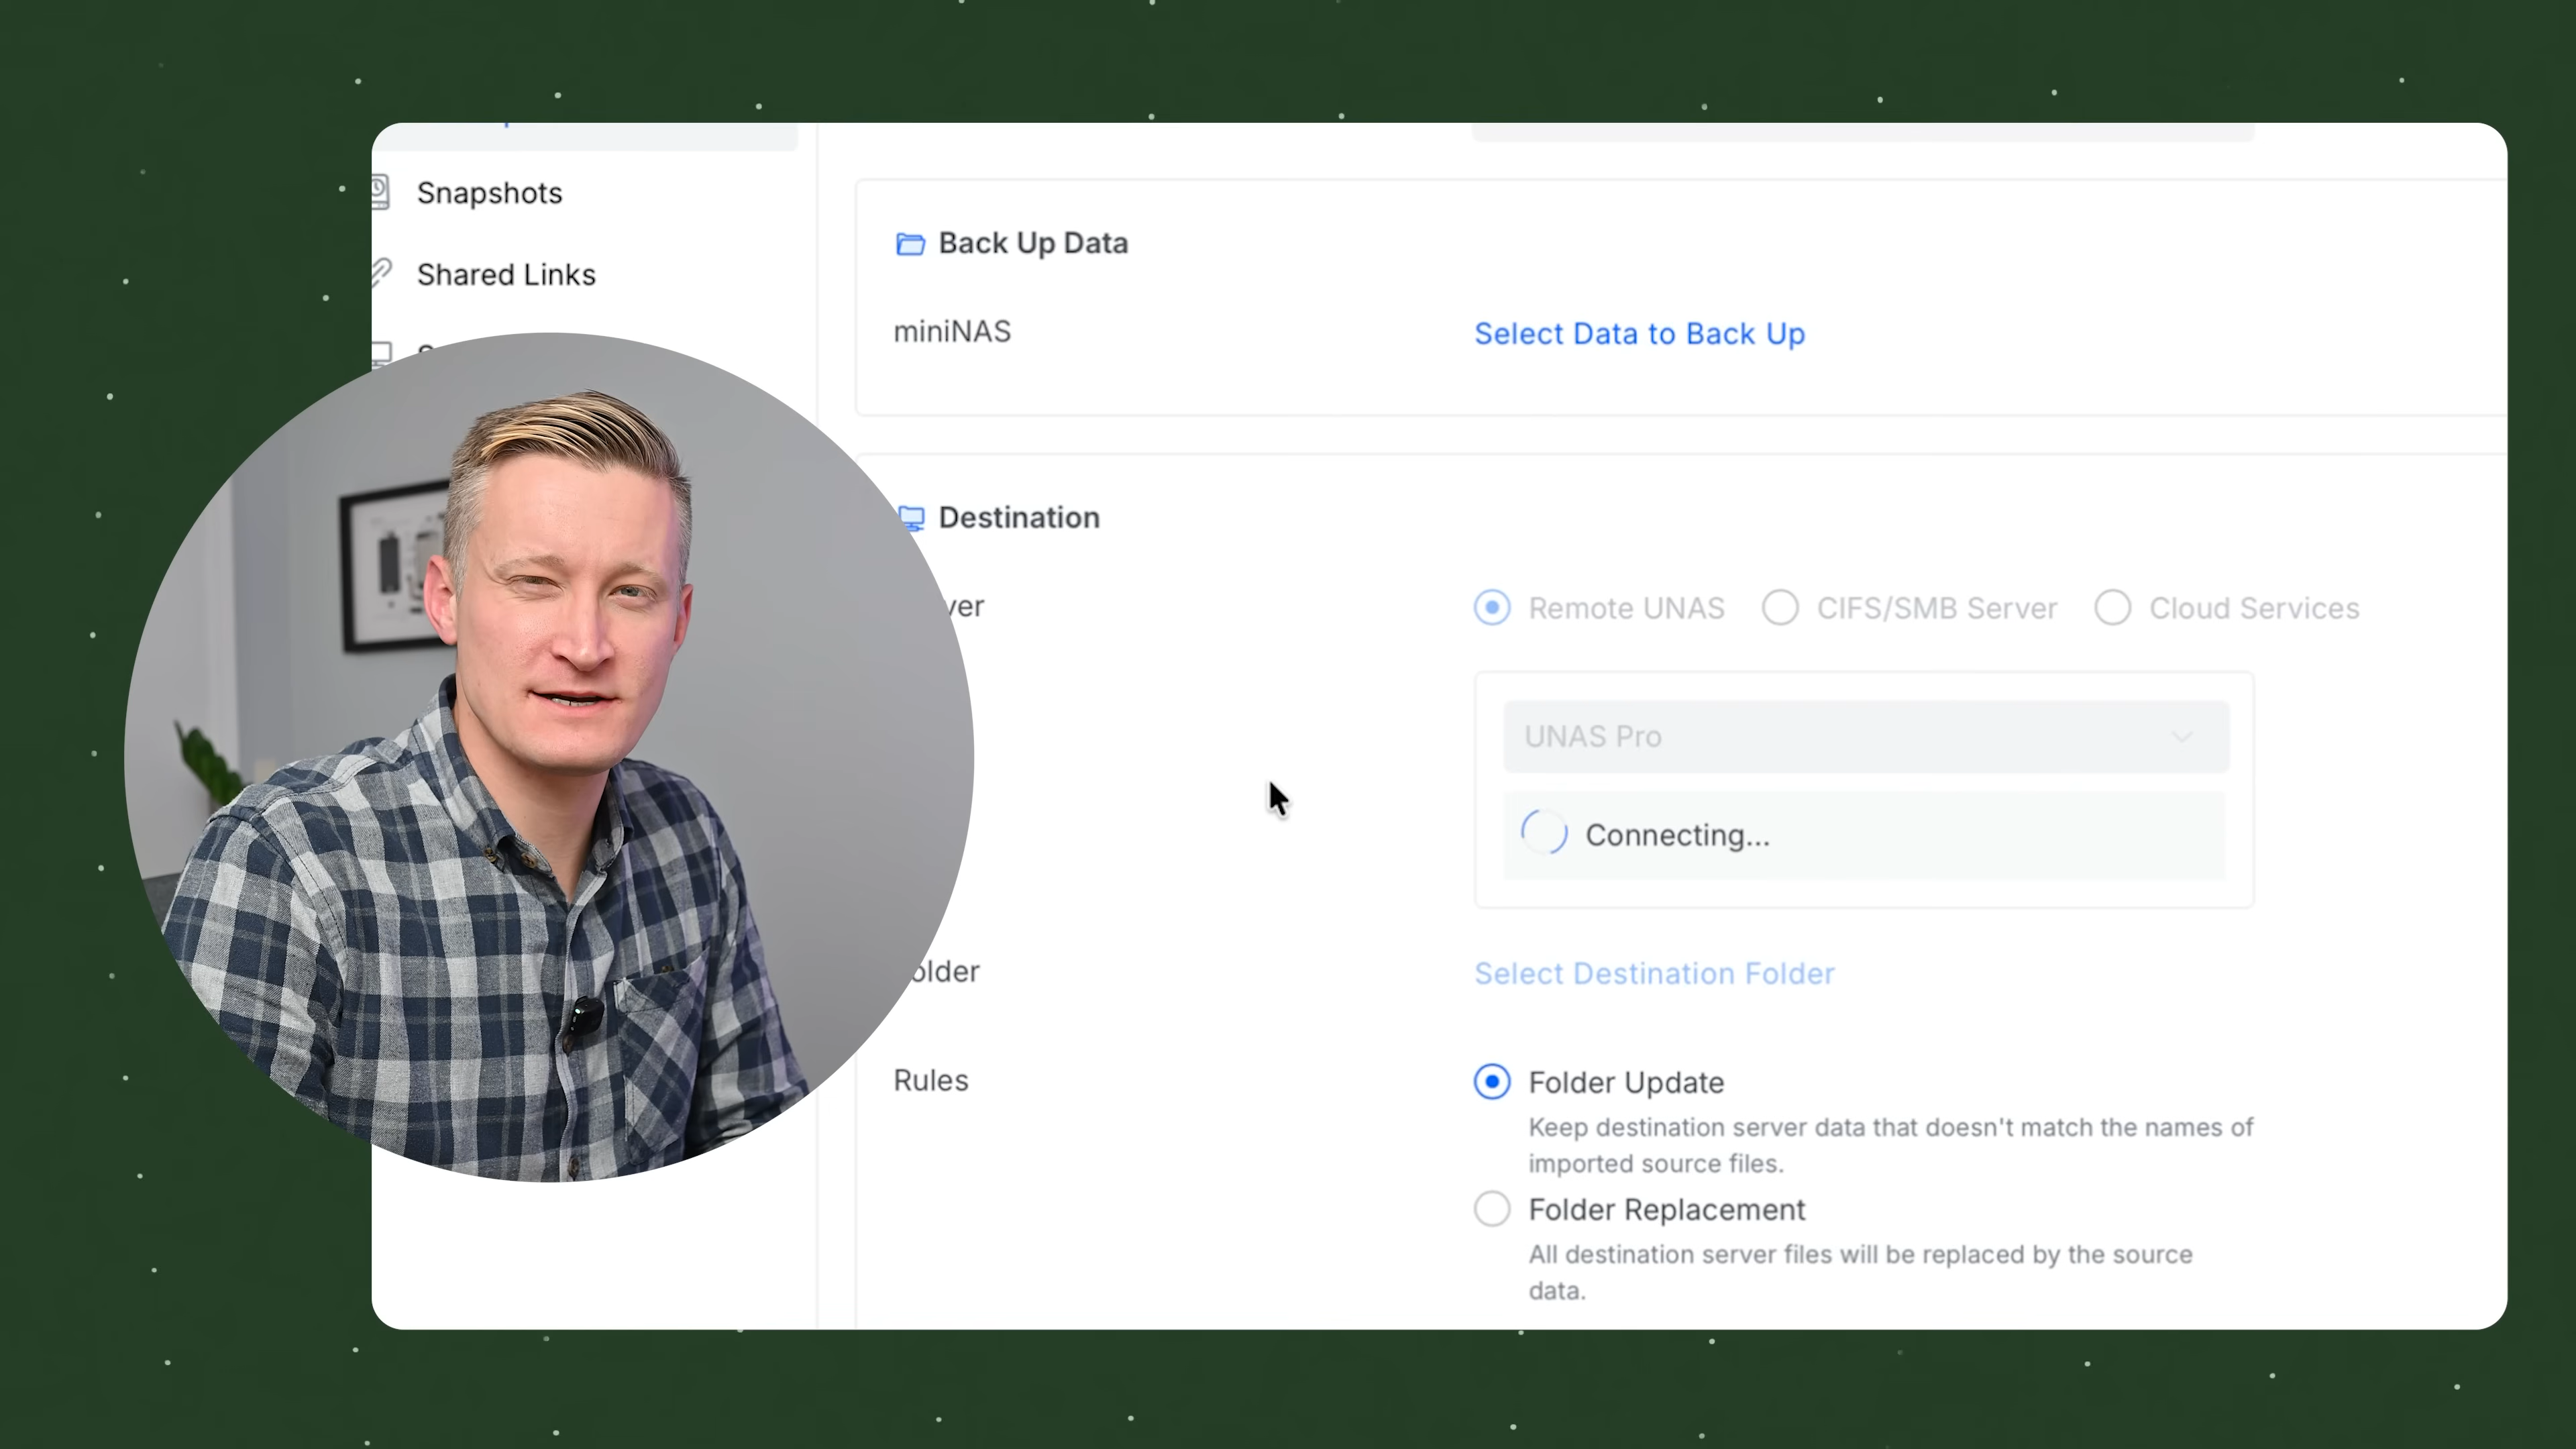 Snapshots
Shared Links
Back Up Data
miniNAS
Select Data to Back Up
Destination
Remote UNAS
CIFS/SMB Server
Cloud Services
UNAS Pro
Connecting...
Select Destination Folder
Rules
Folder Update
Keep destination server data that doesn't match the names of
imported source files.
Folder Replacement
All destination server files will be replaced by the source
data.